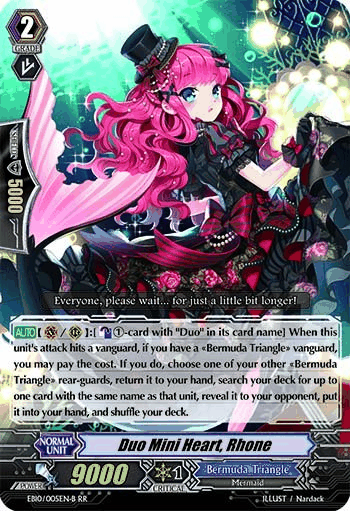 2
GRADE
5000
SHIELD
Everyone, please wait... for just a little bit longer!
AUTO [ / ]:[ ①-card with "Duo" in its card name] When this
unit's attack hits a vanguard, if you have a «Bermuda Triangle» vanguard,
you may pay the cost. If you do, choose one of your other «Bermuda
Triangle» rear-guards, return it to your hand, search your deck for up to
one card with the same name as that unit, reveal it to your opponent, put
it into your hand, and shuffle your deck.
NORMAL UNIT
Duo Mini Heart, Rhone
POWER 9000
1 CRITICAL
Bermuda Triangle
Mermaid
EB10/005EN-B RR
ILLUST / Nardack